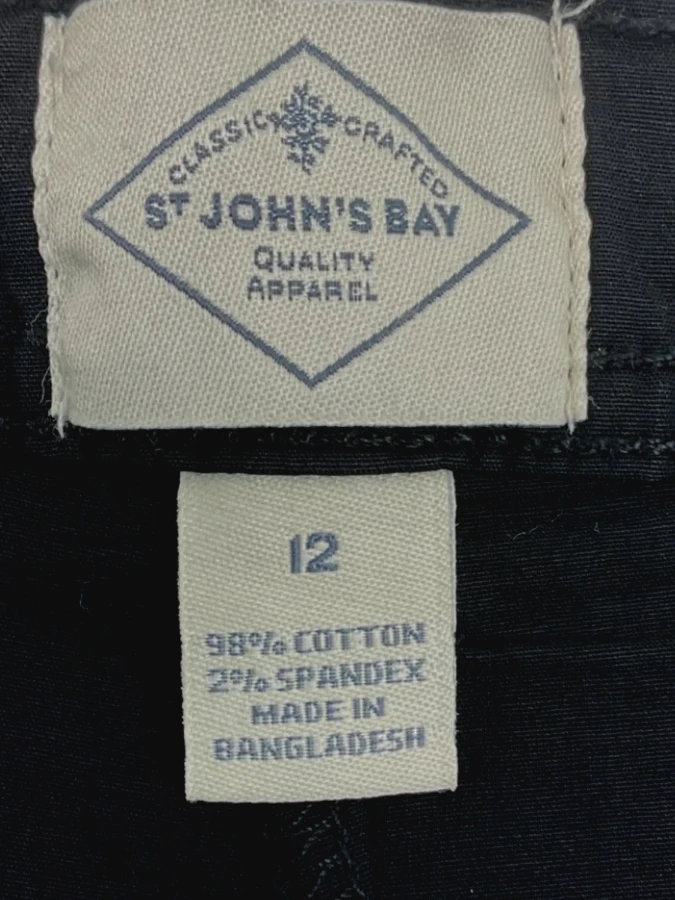 CLASSIC CRAFTED
ST JOHN'S BAY
QUALITY
APPAREL
12
98% COTTON
2% SPANDEX
MADE IN
BANGLADESH